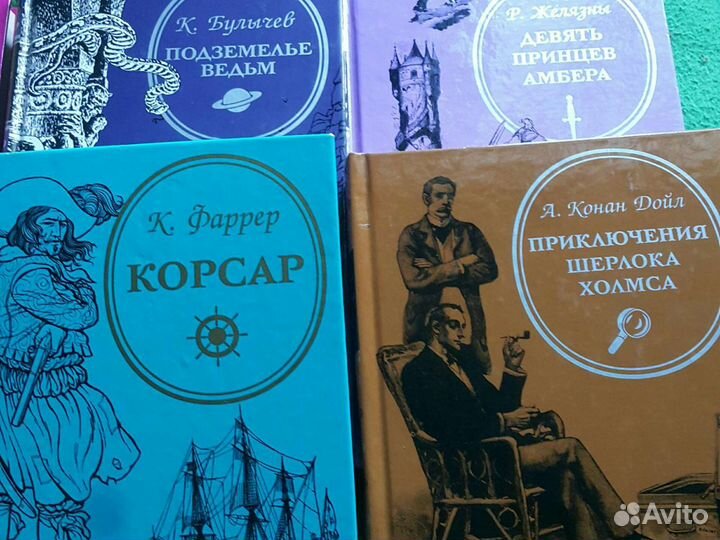 К. Булычев
ПОДЗЕМЕЛЬЕ
ВЕДЬМ
Р. Желязны
ДЕВЯТЬ
ПРИНЦЕВ
АМБЕРА
К. Фаррер
КОРСАР
А. Конан Дойл
ПРИКЛЮЧЕНИЯ
ШЕРЛОКА
ХОЛМСА
Avito